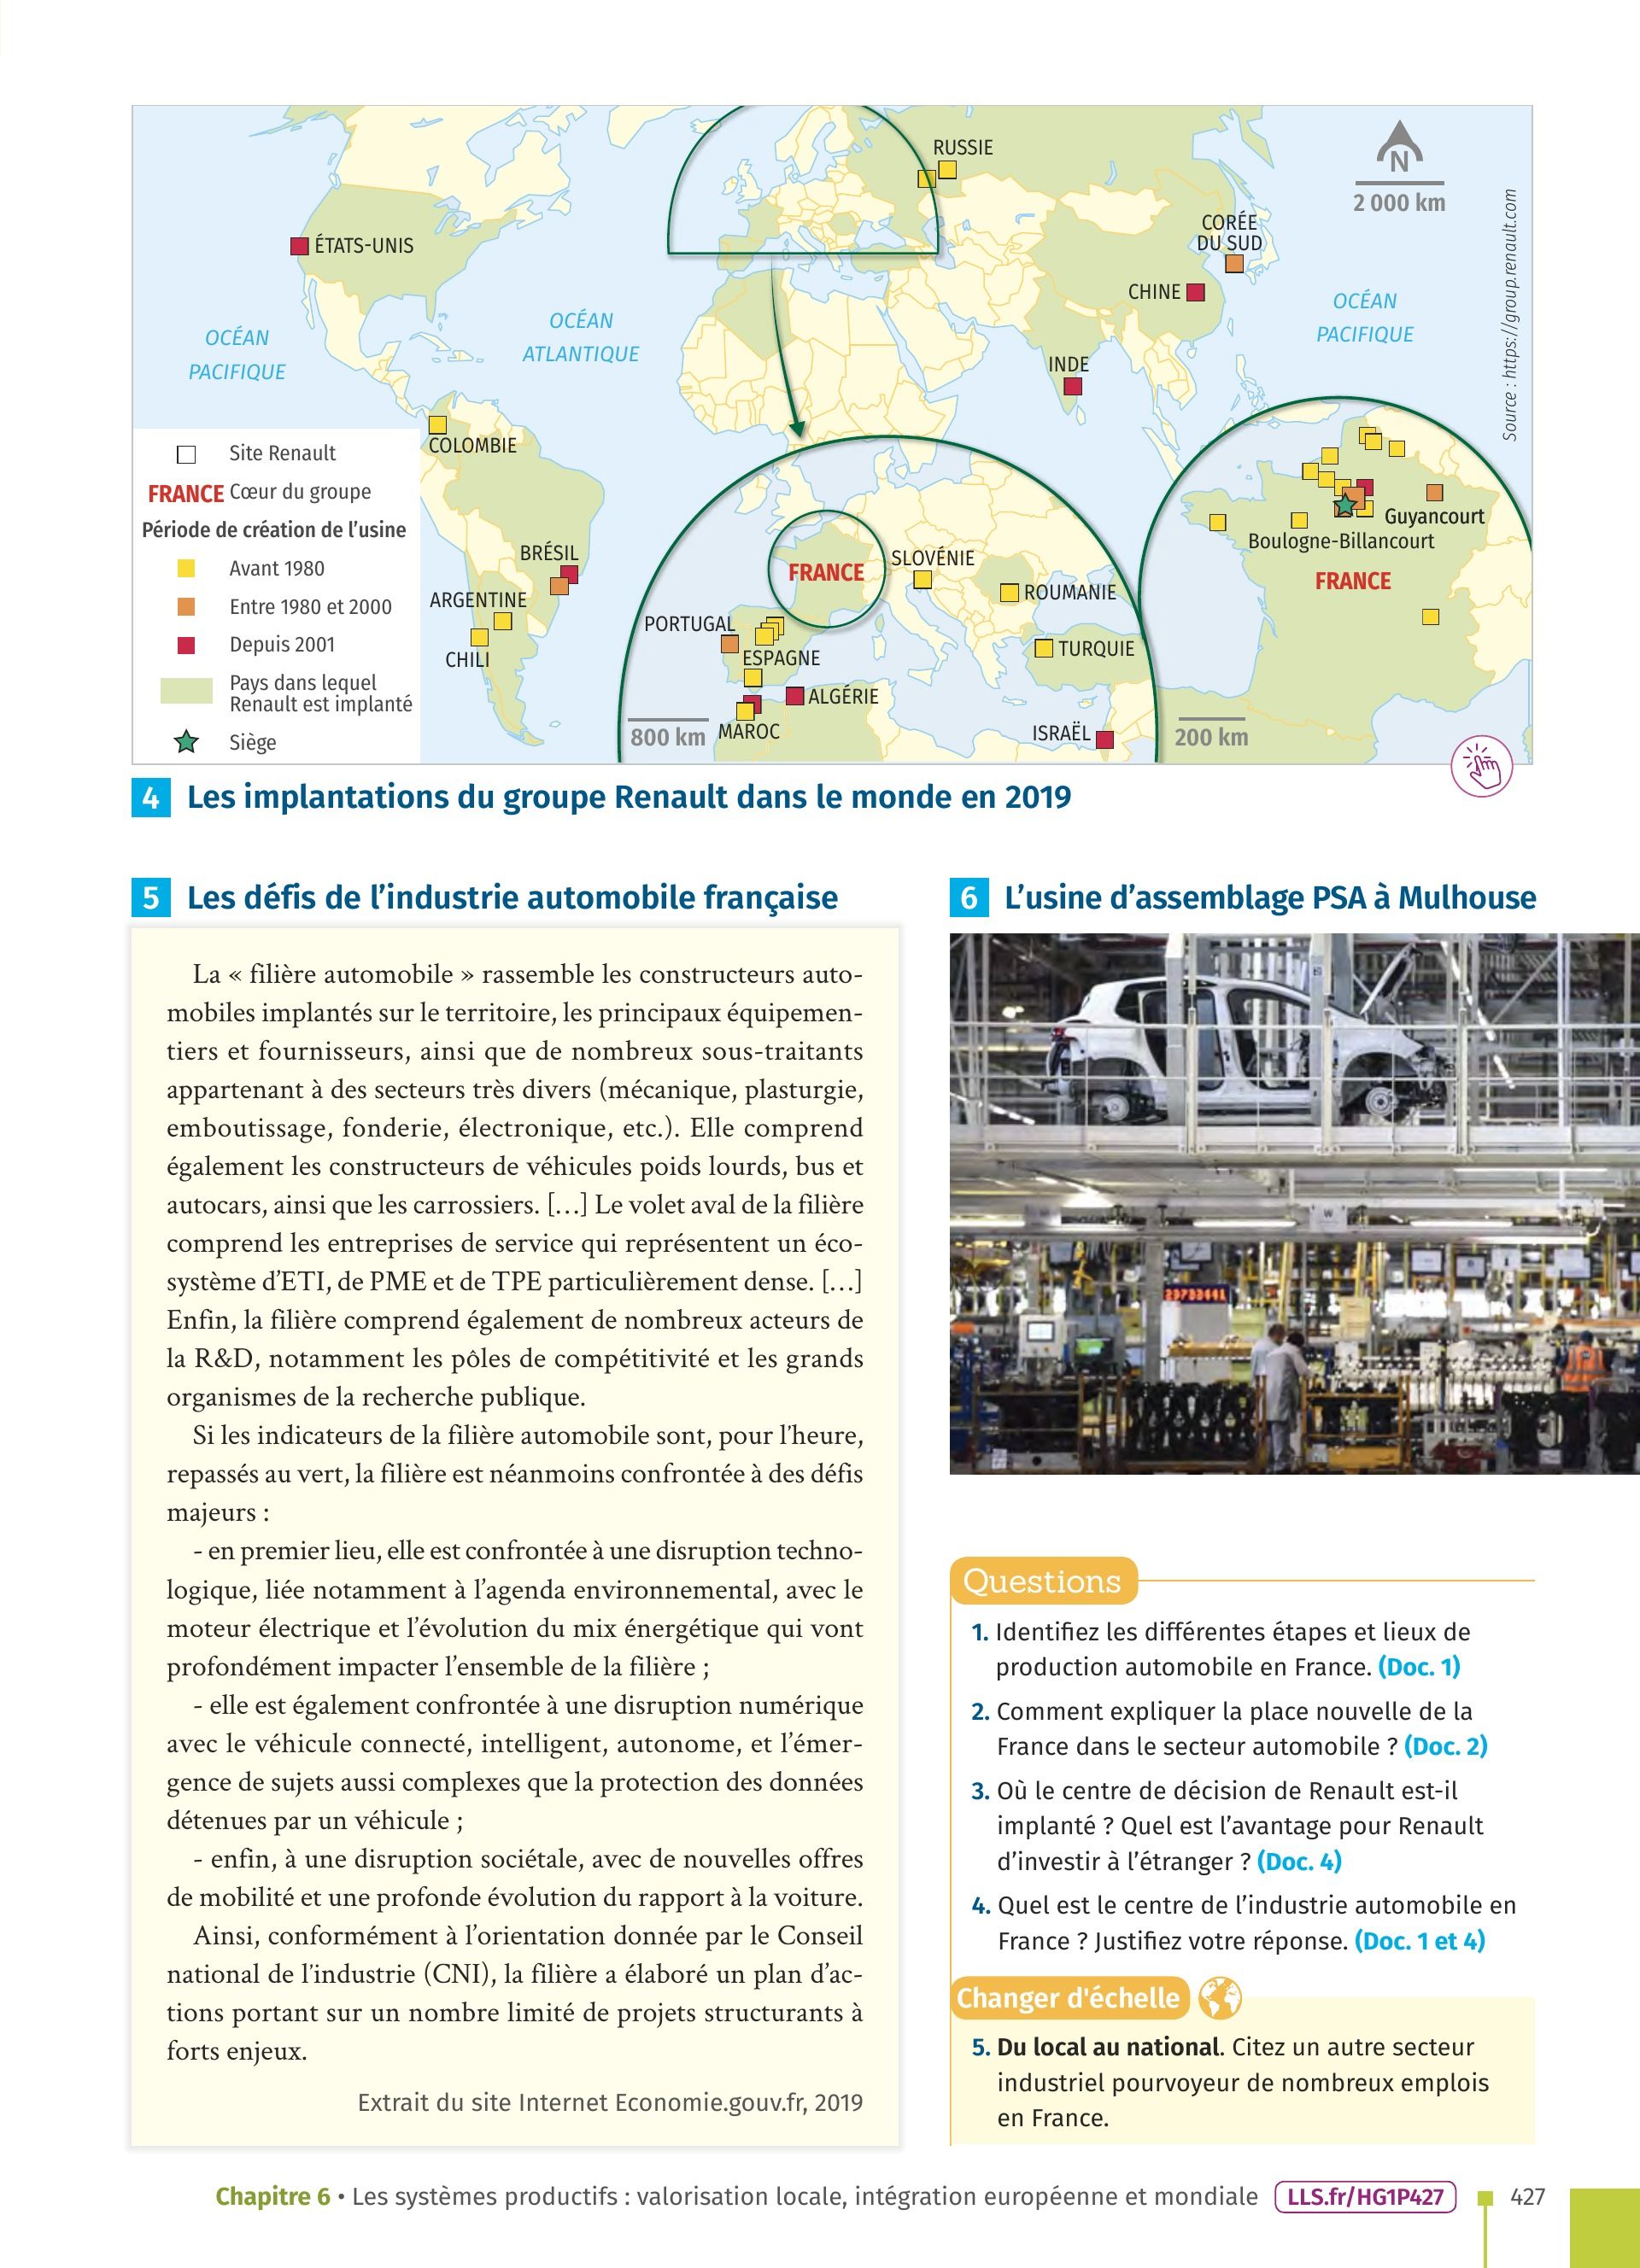 RUSSIE
N
2 000 km
Source : https://group.renault.com
CORÉE
DU SUD
ÉTATS-UNIS
CHINE
OCÉAN
PACIFIQUE
OCÉAN
ATLANTIQUE
OCÉAN
PACIFIQUE
INDE
COLOMBIE
Site Renault
FRANCE Cœur du groupe
Période de création de l’usine
Avant 1980
Entre 1980 et 2000
Depuis 2001
Pays dans lequel
Renault est implanté
Siège
BRÉSIL
ARGENTINE
CHILI
SLOVÉNIE
FRANCE
ROUMANIE
PORTUGAL
ESPAGNE
TURQUIE
ALGÉRIE
MAROC
ISRAËL
800 km
Guyancourt
Boulogne-Billancourt
FRANCE
200 km
4 Les implantations du groupe Renault dans le monde en 2019
5 Les défis de l’industrie automobile française
La « filière automobile » rassemble les constructeurs auto-
mobiles implantés sur le territoire, les principaux équipemen-
tiers et fournisseurs, ainsi que de nombreux sous-traitants
appartenant à des secteurs très divers (mécanique, plasturgie,
emboutissage, fonderie, électronique, etc.). Elle comprend
également les constructeurs de véhicules poids lourds, bus et
autocars, ainsi que les carrossiers. […] Le volet aval de la filière
comprend les entreprises de service qui représentent un éco-
système d’ETI, de PME et de TPE particulièrement dense. […]
Enfin, la filière comprend également de nombreux acteurs de
la R&D, notamment les pôles de compétitivité et les grands
organismes de la recherche publique.
Si les indicateurs de la filière automobile sont, pour l’heure,
repassés au vert, la filière est néanmoins confrontée à des défis
majeurs :
- en premier lieu, elle est confrontée à une disruption techno-
logique, liée notamment à l’agenda environnemental, avec le
moteur électrique et l’évolution du mix énergétique qui vont
profondément impacter l’ensemble de la filière ;
- elle est également confrontée à une disruption numérique
avec le véhicule connecté, intelligent, autonome, et l’émer-
gence de sujets aussi complexes que la protection des données
détenues par un véhicule ;
- enfin, à une disruption sociétale, avec de nouvelles offres
de mobilité et une profonde évolution du rapport à la voiture.
Ainsi, conformément à l’orientation donnée par le Conseil
national de l’industrie (CNI), la filière a élaboré un plan d’ac-
tions portant sur un nombre limité de projets structurants à
forts enjeux.
Extrait du site Internet Economie.gouv.fr, 2019
6 L’usine d’assemblage PSA à Mulhouse
W
Questions
1. Identifiez les différentes étapes et lieux de
production automobile en France. (Doc. 1)
2. Comment expliquer la place nouvelle de la
France dans le secteur automobile ? (Doc. 2)
3. Où le centre de décision de Renault est-il
implanté ? Quel est l’avantage pour Renault
d’investir à l’étranger ? (Doc. 4)
4. Quel est le centre de l’industrie automobile en
France ? Justifiez votre réponse. (Doc. 1 et 4)
Changer d'échelle
5. Du local au national. Citez un autre secteur
industriel pourvoyeur de nombreux emplois
en France.
Chapitre 6 • Les systèmes productifs : valorisation locale, intégration européenne et mondiale LLS.fr/HG1P427 427